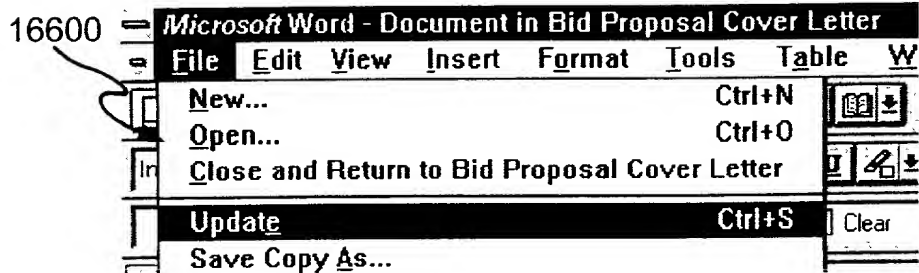 16600
Microsoft Word - Document in Bid Proposal Cover Letter
File Edit View Insert Format Tools Table W
New... Ctrl+N
Open... Ctrl+O
In
Close and Return to Bid Proposal Cover Letter
Update Ctrl+S
Clear
Save Copy As...